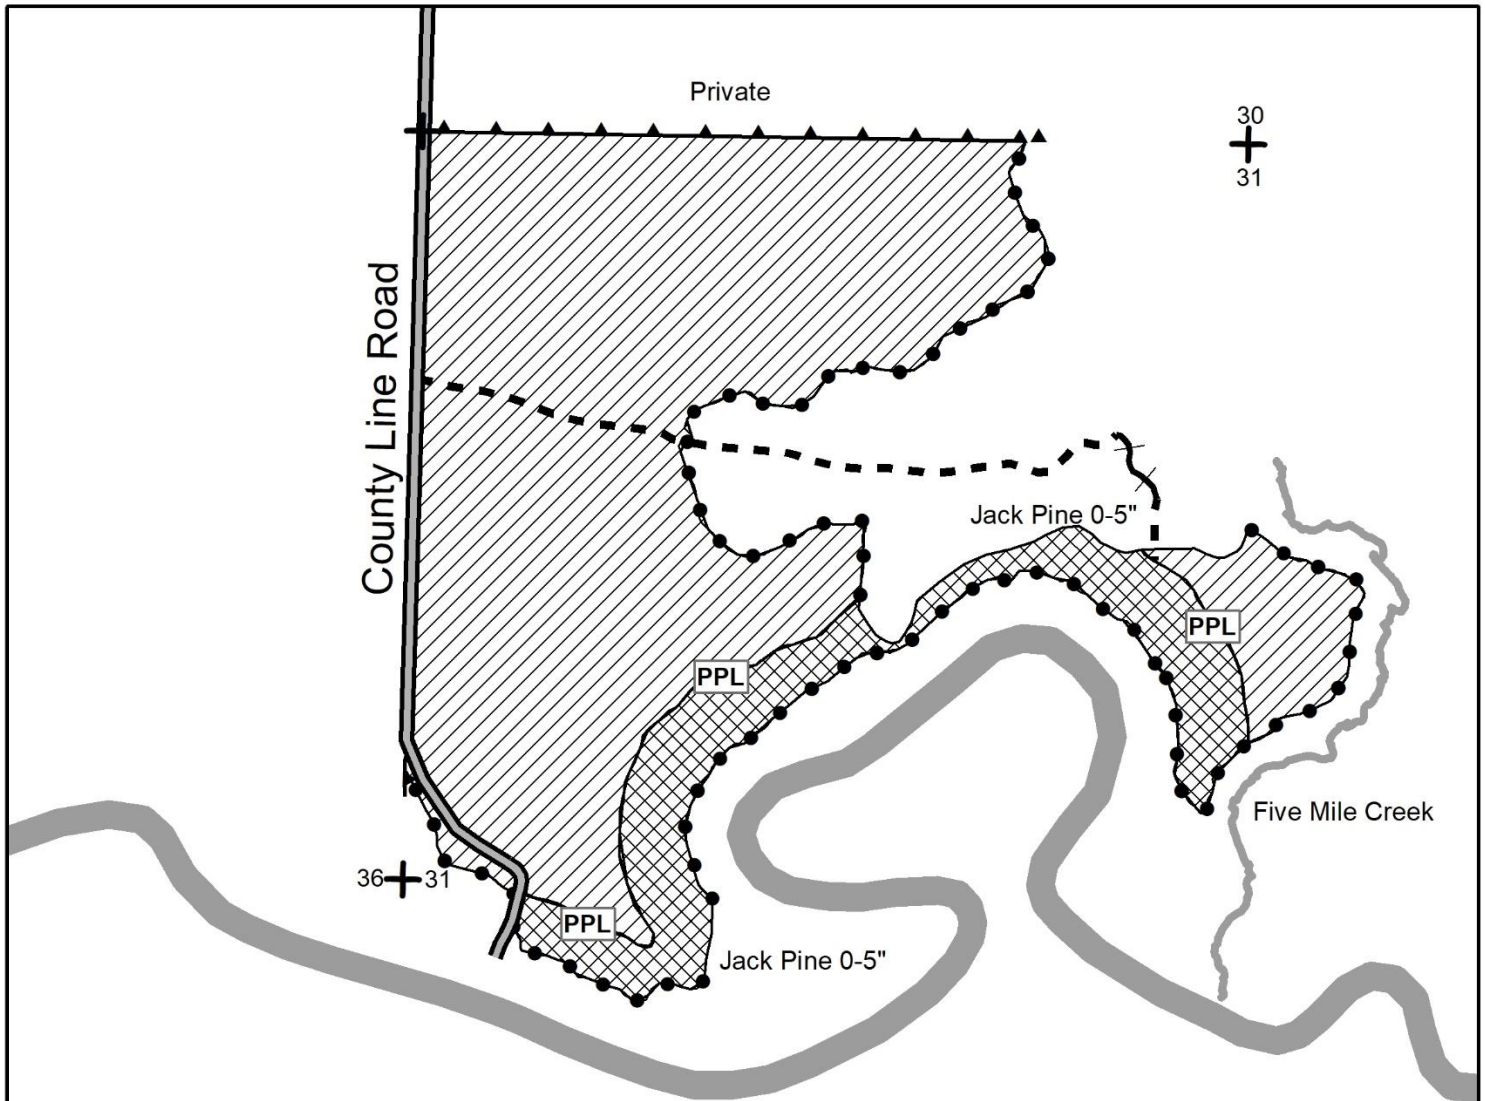 Private
30
31
County Line Road
Jack Pine 0-5"
PPL
PPL
Five Mile Creek
36
31
PPL
Jack Pine 0-5"